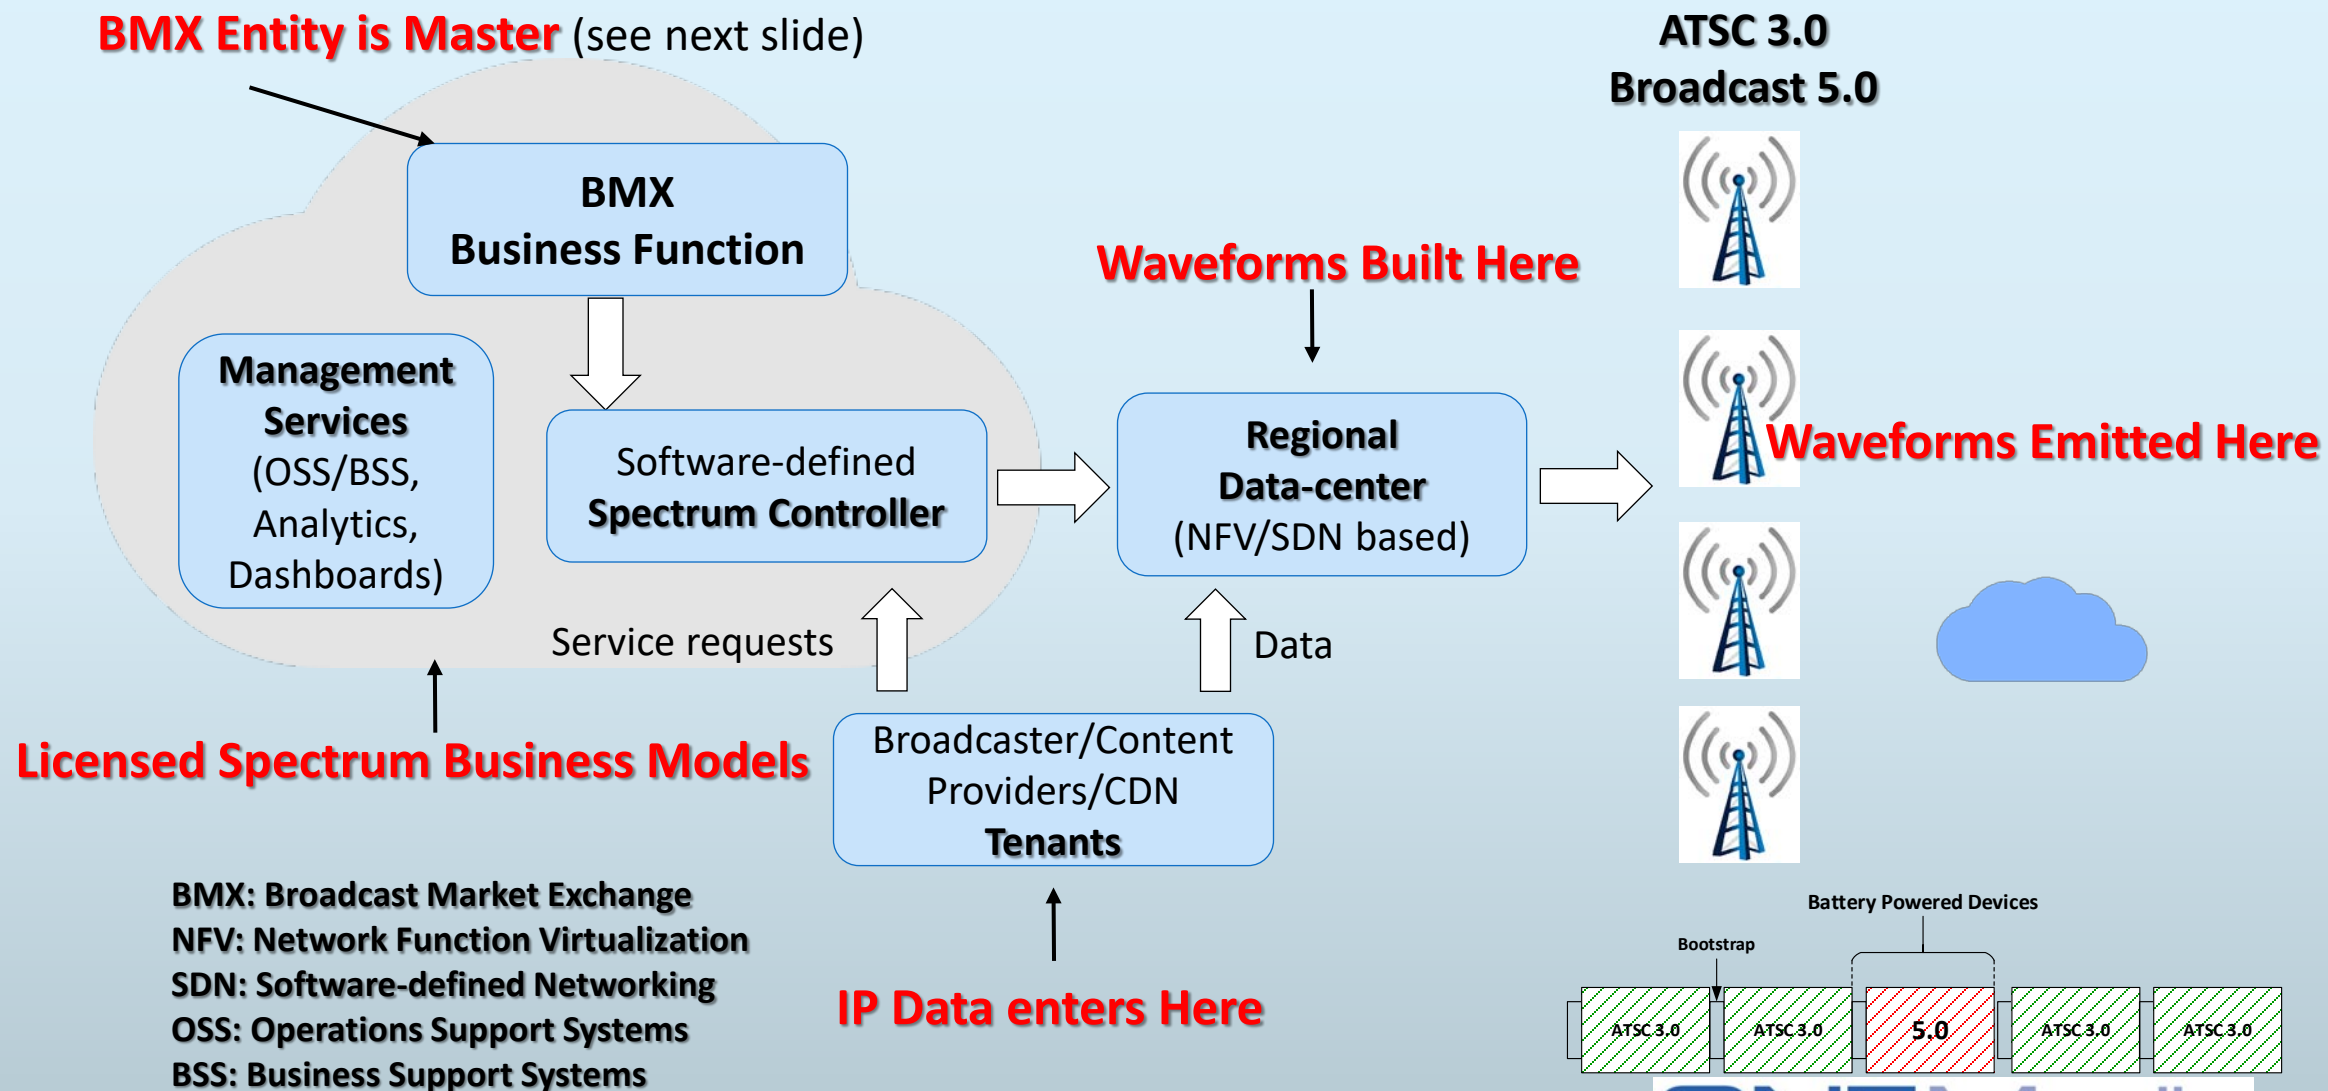 BMX Entity is Master (see next slide)
ATSC 3.0
Broadcast 5.0
BMX
Business Function
Waveforms Built Here
Management
Services
(OSS/BSS,
Analytics,
Dashboards)
Software-defined
Spectrum Controller
Regional
Data-center
(NFV/SDN based)
Waveforms Emitted Here
Service requests
Data
Licensed Spectrum Business Models
Broadcaster/Content
Providers/CDN
Tenants
BMX: Broadcast Market Exchange
NFV: Network Function Virtualization
SDN: Software-defined Networking
OSS: Operations Support Systems
BSS: Business Support Systems
IP Data enters Here
Battery Powered Devices
Bootstrap
ATSC 3.0
ATSC 3.0
5.0
ATSC 3.0
ATSC 3.0